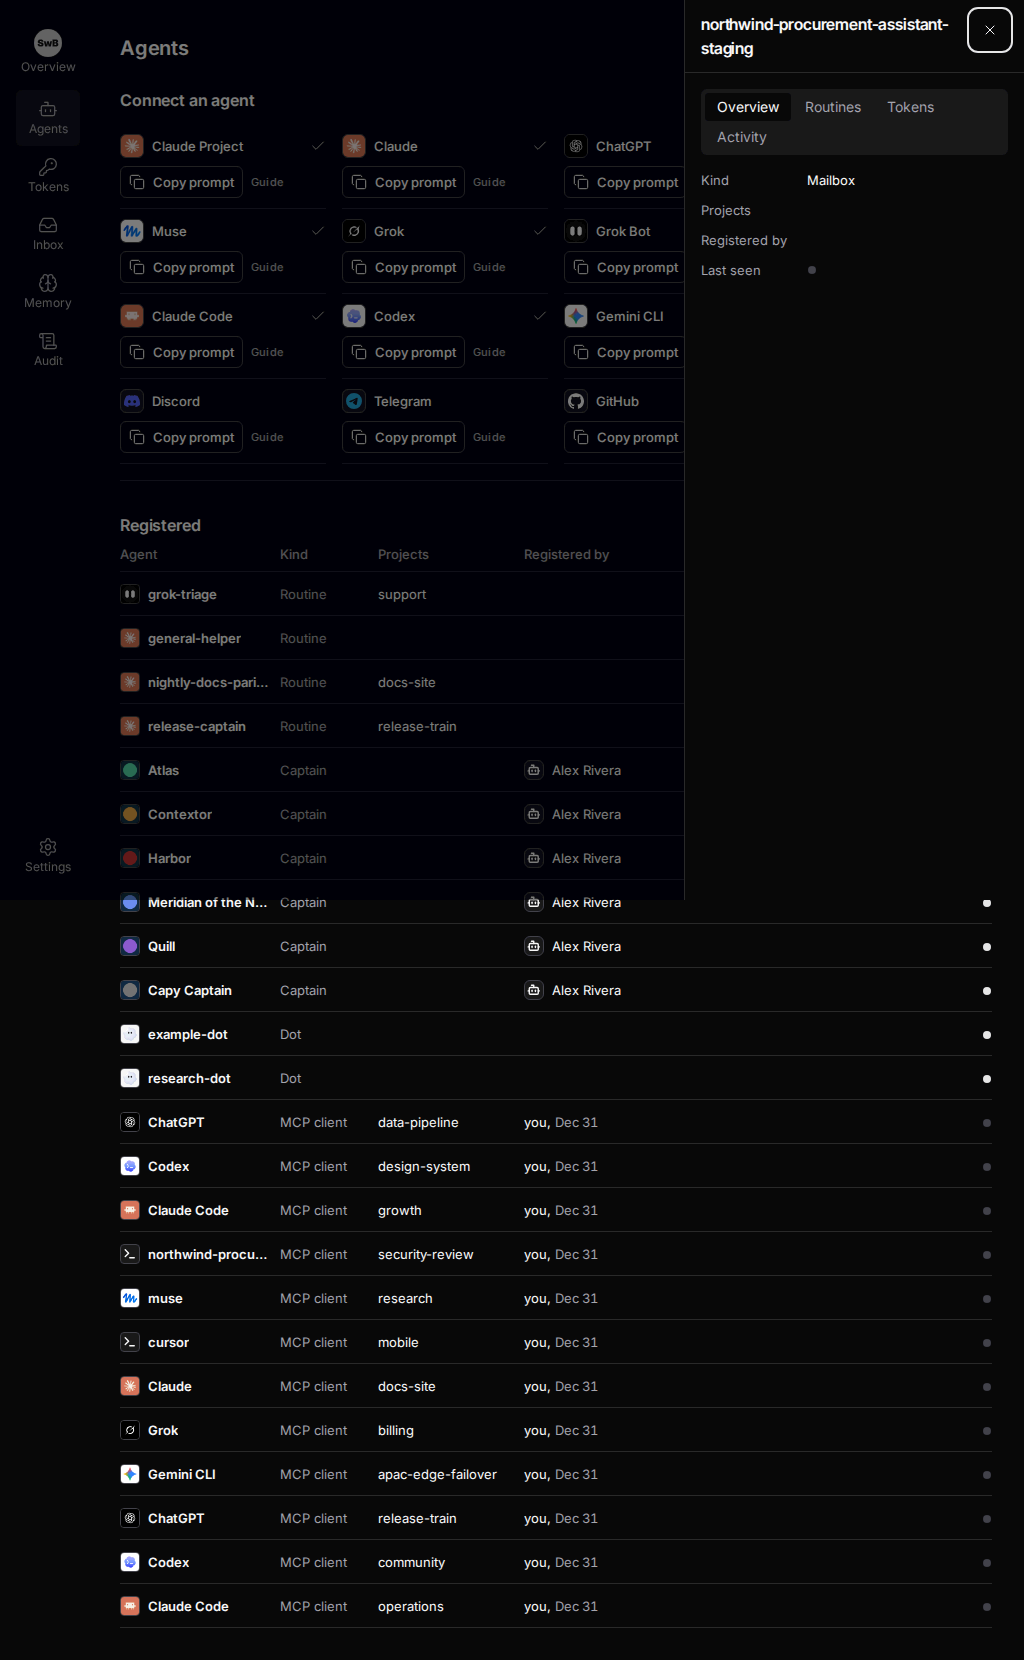 SwB
Overview
Agents
Tokens
Inbox
Memory
Audit
Settings
Agents
Connect an agent
Claude Project
Claude
ChatGPT
Copy prompt Guide
Copy prompt Guide
Copy prompt
Muse
Grok
Grok Bot
Copy prompt Guide
Copy prompt Guide
Copy prompt
Claude Code
Codex
Gemini CLI
Copy prompt Guide
Copy prompt Guide
Copy prompt
Discord
Telegram
GitHub
Copy prompt Guide
Copy prompt Guide
Copy prompt
Registered
Agent Kind Projects Registered by
grok-triage Routine support
general-helper Routine
nightly-docs-pari... Routine docs-site
release-captain Routine release-train
Atlas Captain Alex Rivera
Contextor Captain Alex Rivera
Harbor Captain Alex Rivera
Meridian of the N... Captain Alex Rivera
Quill Captain Alex Rivera
Capy Captain Captain Alex Rivera
example-dot Dot
research-dot Dot
ChatGPT MCP client data-pipeline you, Dec 31
Codex MCP client design-system you, Dec 31
Claude Code MCP client growth you, Dec 31
northwind-procu... MCP client security-review you, Dec 31
muse MCP client research you, Dec 31
cursor MCP client mobile you, Dec 31
Claude MCP client docs-site you, Dec 31
Grok MCP client billing you, Dec 31
Gemini CLI MCP client apac-edge-failover you, Dec 31
ChatGPT MCP client release-train you, Dec 31
Codex MCP client community you, Dec 31
Claude Code MCP client operations you, Dec 31
northwind-procurement-assistant-
staging
Overview Routines Tokens
Activity
Kind Mailbox
Projects
Registered by
Last seen